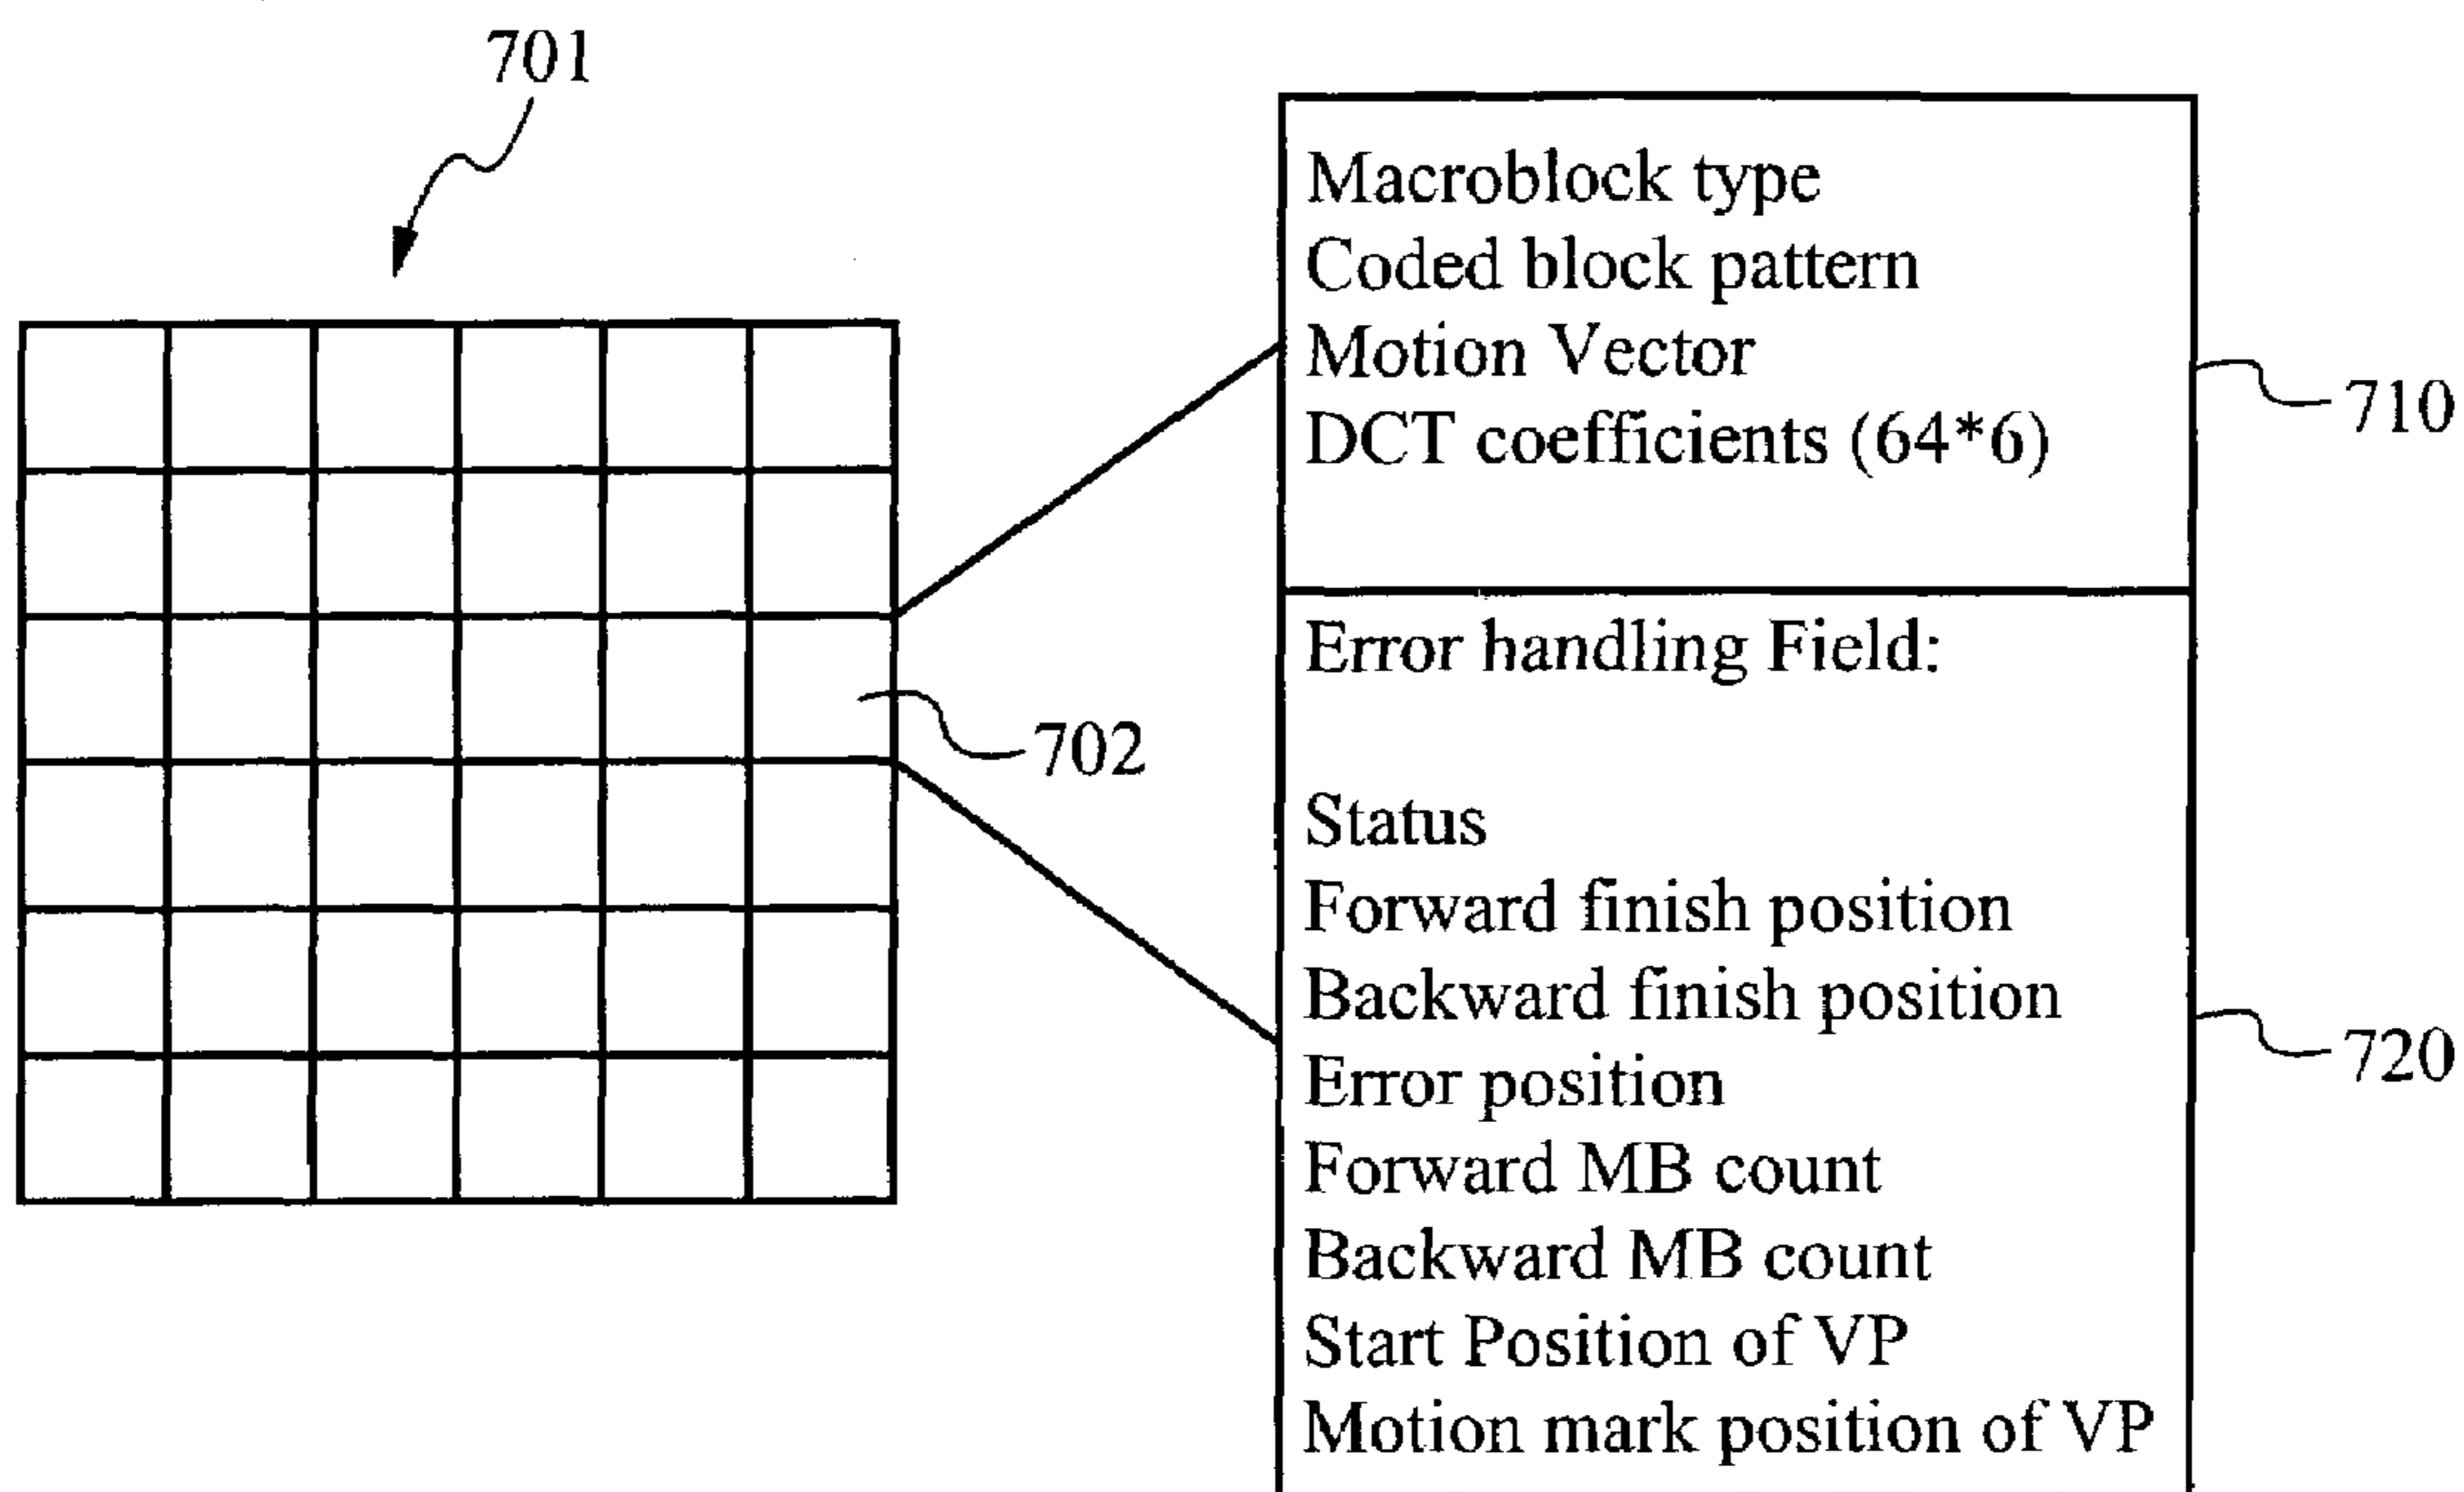 701
Macroblock type
Coded block pattern
Motion Vector
DCT coefficients (64*6)
710
Error handling Field:
702
Status
Forward finish position
Backward finish position
Error position
720
Forward MB count
Backward MB count
Start Position of VP
Motion mark position of VP